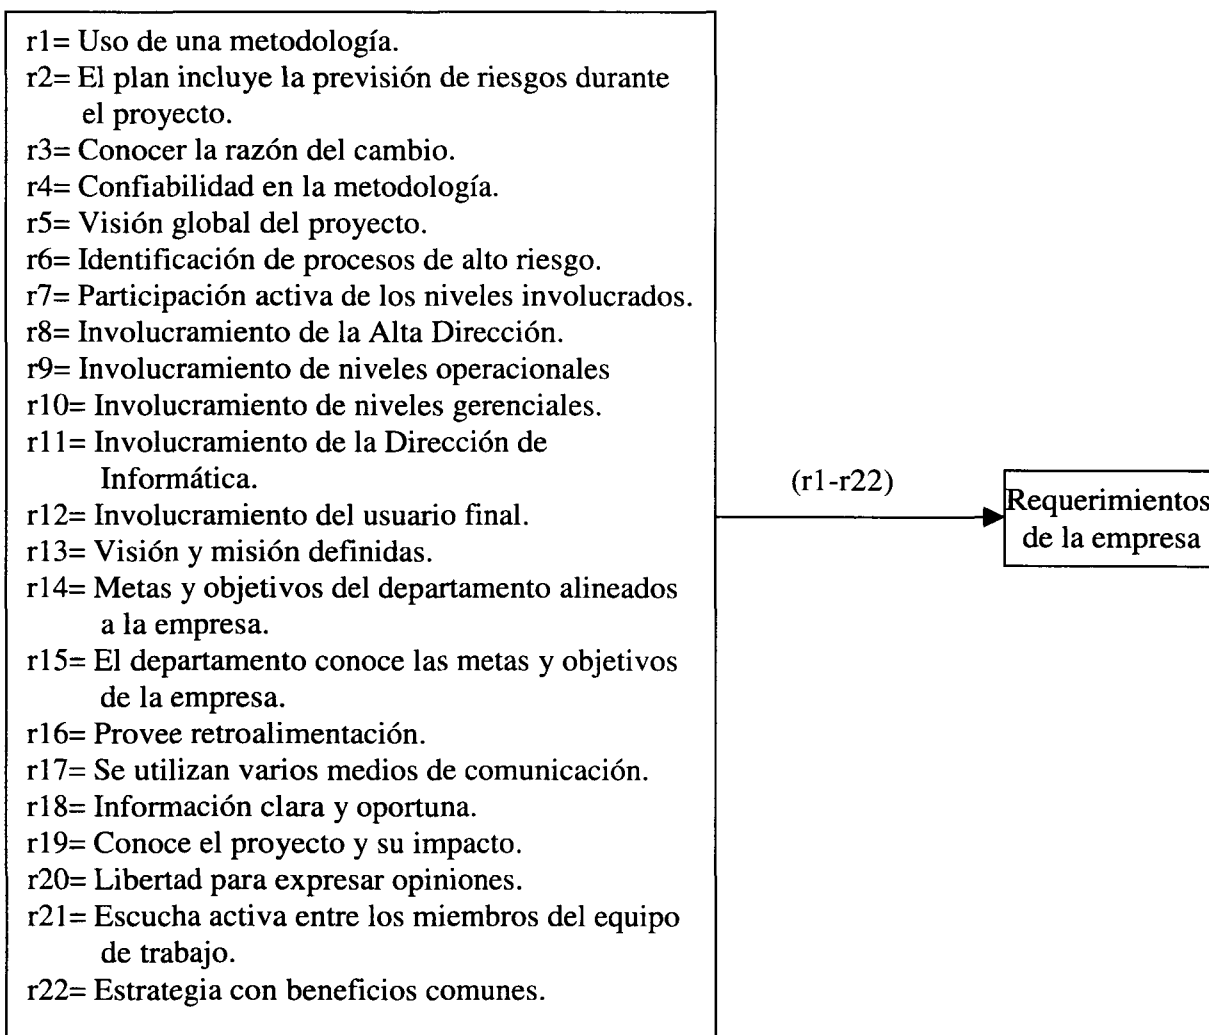 r1= Uso de una metodología.
r2= El plan incluye la previsión de riesgos durante
el proyecto.
r3= Conocer la razón del cambio.
r4= Confiabilidad en la metodología.
r5= Visión global del proyecto.
r6= Identificación de procesos de alto riesgo.
r7= Participación activa de los niveles involucrados.
r8= Involucramiento de la Alta Dirección.
r9= Involucramiento de niveles operacionales
r10= Involucramiento de niveles gerenciales.
r11= Involucramiento de la Dirección de
Informática.
r12= Involucramiento del usuario final.
r13= Visión y misión definidas.
r14= Metas y objetivos del departamento alineados
a la empresa.
r15= El departamento conoce las metas y objetivos
de la empresa.
r16= Provee retroalimentación.
r17= Se utilizan varios medios de comunicación.
r18= Información clara y oportuna.
r19= Conoce el proyecto y su impacto.
r20= Libertad para expresar opiniones.
r21= Escucha activa entre los miembros del equipo
de trabajo.
r22= Estrategia con beneficios comunes.
(r1-r22)
Requerimientos
de la empresa